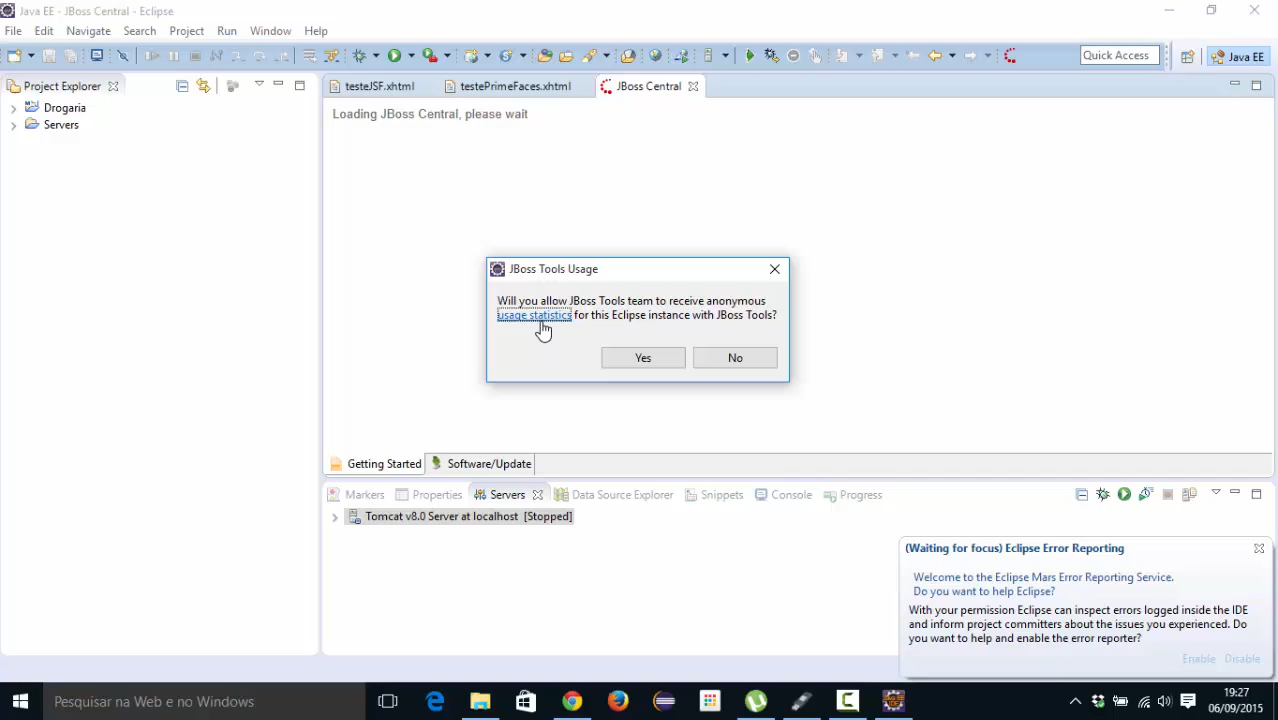 Java EE - JBoss Central - Eclipse
File Edit Navigate Search Project Run Window Help
Quick Access Java EE
Project Explorer
Drogaria
Servers
testeJSF.xhtml testePrimeFaces.xhtml JBoss Central
Loading JBoss Central, please wait
JBoss Tools Usage
Will you allow JBoss Tools team to receive anonymous
usage statistics for this Eclipse instance with JBoss Tools?
Yes No
Getting Started Software/Update
Markers Properties Servers Data Source Explorer Snippets Console Progress
Tomcat v8.0 Server at localhost [Stopped]
(Waiting for focus) Eclipse Error Reporting
Welcome to the Eclipse Mars Error Reporting Service.
Do you want to help Eclipse?
With your permission Eclipse can inspect errors logged inside the IDE
and inform project committers about the issues you experienced. Do
you want to help and enable the error reporter?
Enable Disable
Pesquisar na Web e no Windows
19:27
06/09/2015